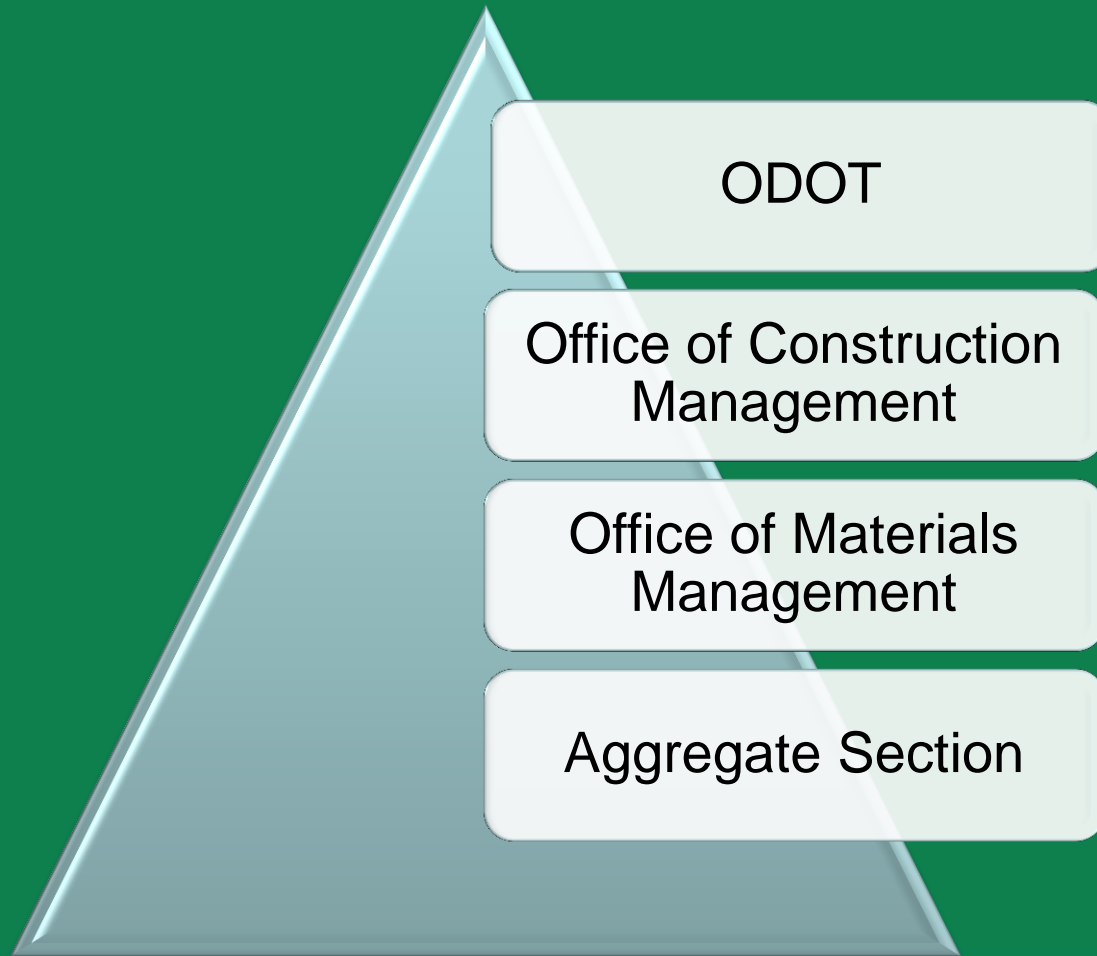 ODOT
Office of Construction
Management
Office of Materials
Management
Aggregate Section